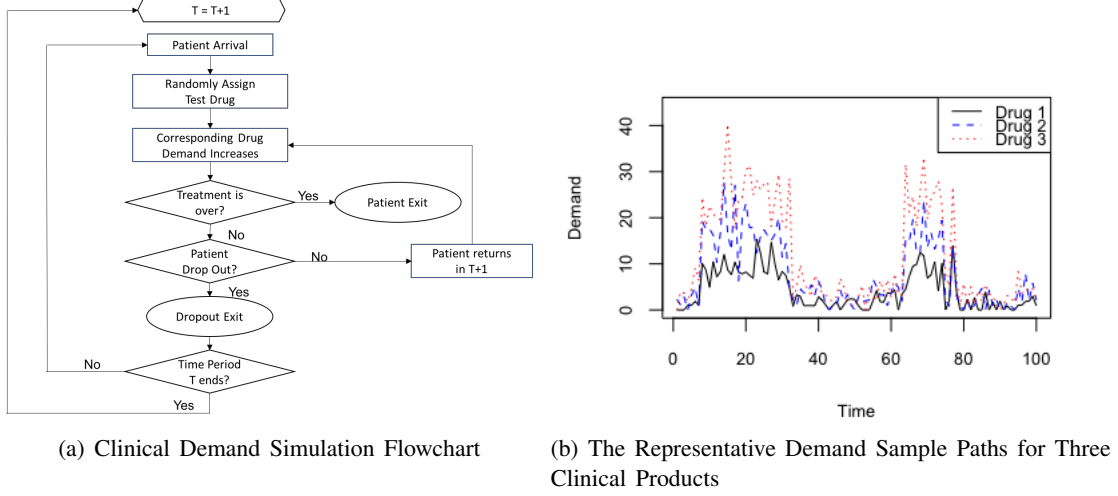 T = T+1
Patient Arrival
Randomly Assign
Test Drug
Corresponding Drug
Demand Increases
Treatment is
over?
Yes
Patient Exit
No
Patient
Drop Out?
No
Patient returns
in T+1
Yes
Dropout Exit
Time Period
T ends?
No
Yes
(a) Clinical Demand Simulation Flowchart
Drug 1
Drug 2
Drug 3
Demand
40
30
20
10
0
0 20 40 60 80 100
Time
(b) The Representative Demand Sample Paths for Three
Clinical Products